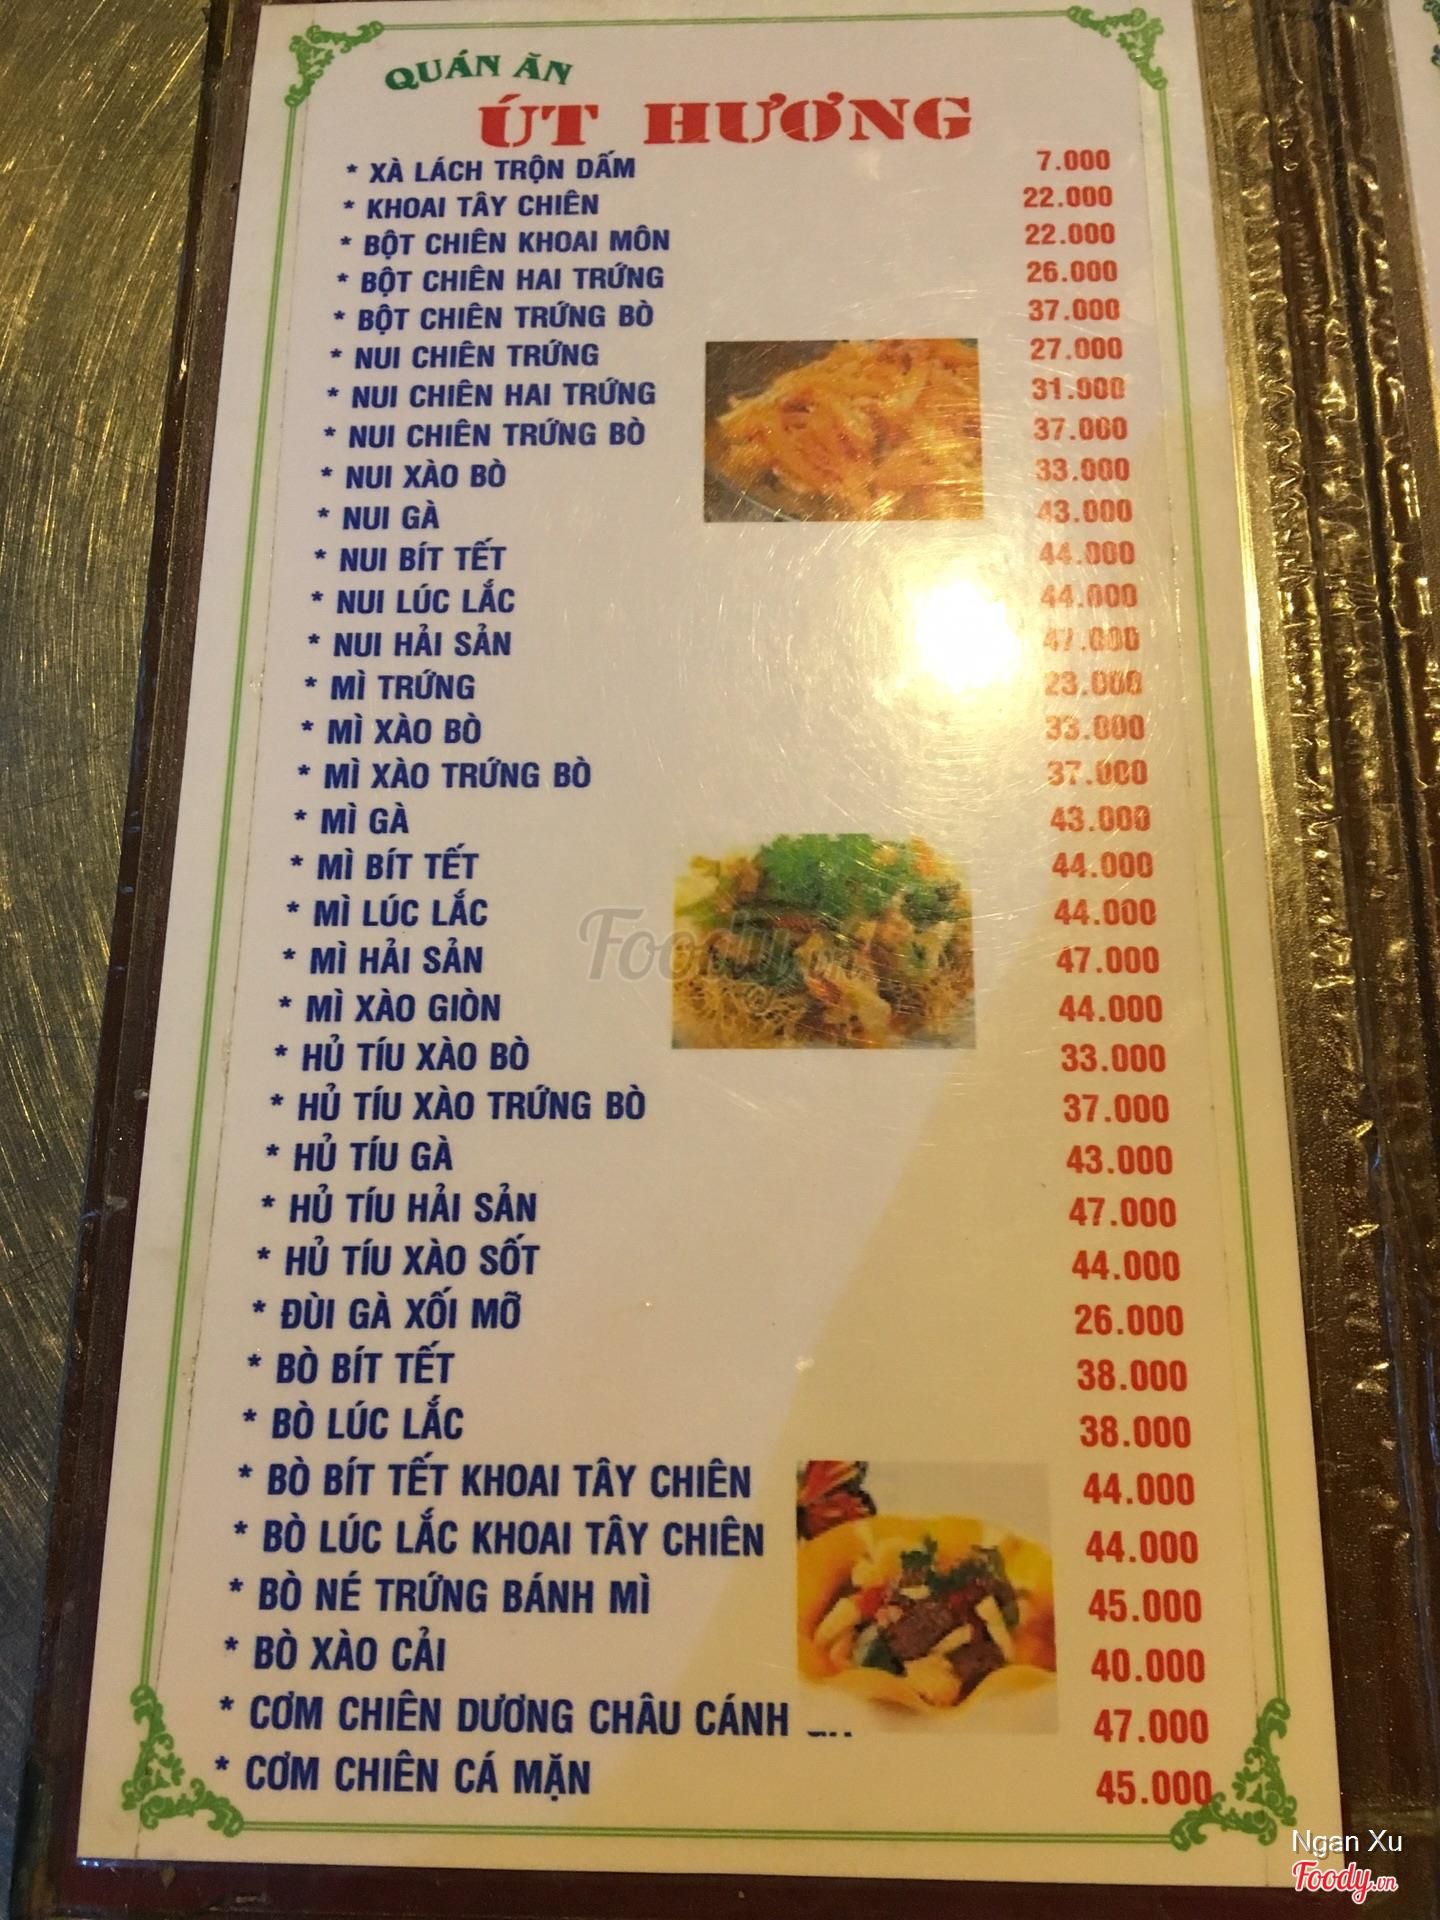 QUÁN ĂN
ÚT HƯƠNG
* XÀ LÁCH TRỘN DẤM 7.000
* KHOAI TÂY CHIÊN 22.000
* BỘT CHIÊN KHOAI MÔN 22.000
* BỘT CHIÊN HAI TRỨNG 26.000
* BỘT CHIÊN TRỨNG BÒ 37.000
* NUI CHIÊN TRỨNG 27.000
* NUI CHIÊN HAI TRỨNG 31.000
* NUI CHIÊN TRỨNG BÒ 37.000
* NUI XÀO BÒ 33.000
* NUI GÀ 43.000
* NUI BÍT TẾT 44.000
* NUI LÚC LẮC 44.000
* NUI HẢI SẢN 47.000
* MÌ TRỨNG 23.000
* MÌ XÀO BÒ 33.000
* MÌ XÀO TRỨNG BÒ 37.000
* MÌ GÀ 43.000
* MÌ BÍT TẾT 44.000
* MÌ LÚC LẮC 44.000
* MÌ HẢI SẢN 47.000
* MÌ XÀO GIÒN 44.000
* HỦ TÍU XÀO BÒ 33.000
* HỦ TÍU XÀO TRỨNG BÒ 37.000
* HỦ TÍU GÀ 43.000
* HỦ TÍU HẢI SẢN 47.000
* HỦ TÍU XÀO SỐT 44.000
* ĐÙI GÀ XỐI MỠ 26.000
* BÒ BÍT TẾT 38.000
* BÒ LÚC LẮC 38.000
* BÒ BÍT TẾT KHOAI TÂY CHIÊN 44.000
* BÒ LÚC LẮC KHOAI TÂY CHIÊN 44.000
* BÒ NÉ TRỨNG BÁNH MÌ 45.000
* BÒ XÀO CẢI 40.000
* CƠM CHIÊN DƯƠNG CHÂU CÁNH 47.000
* CƠM CHIÊN CÁ MẶN 45.000
Foody.vn
Ngan Xu
Foody.vn